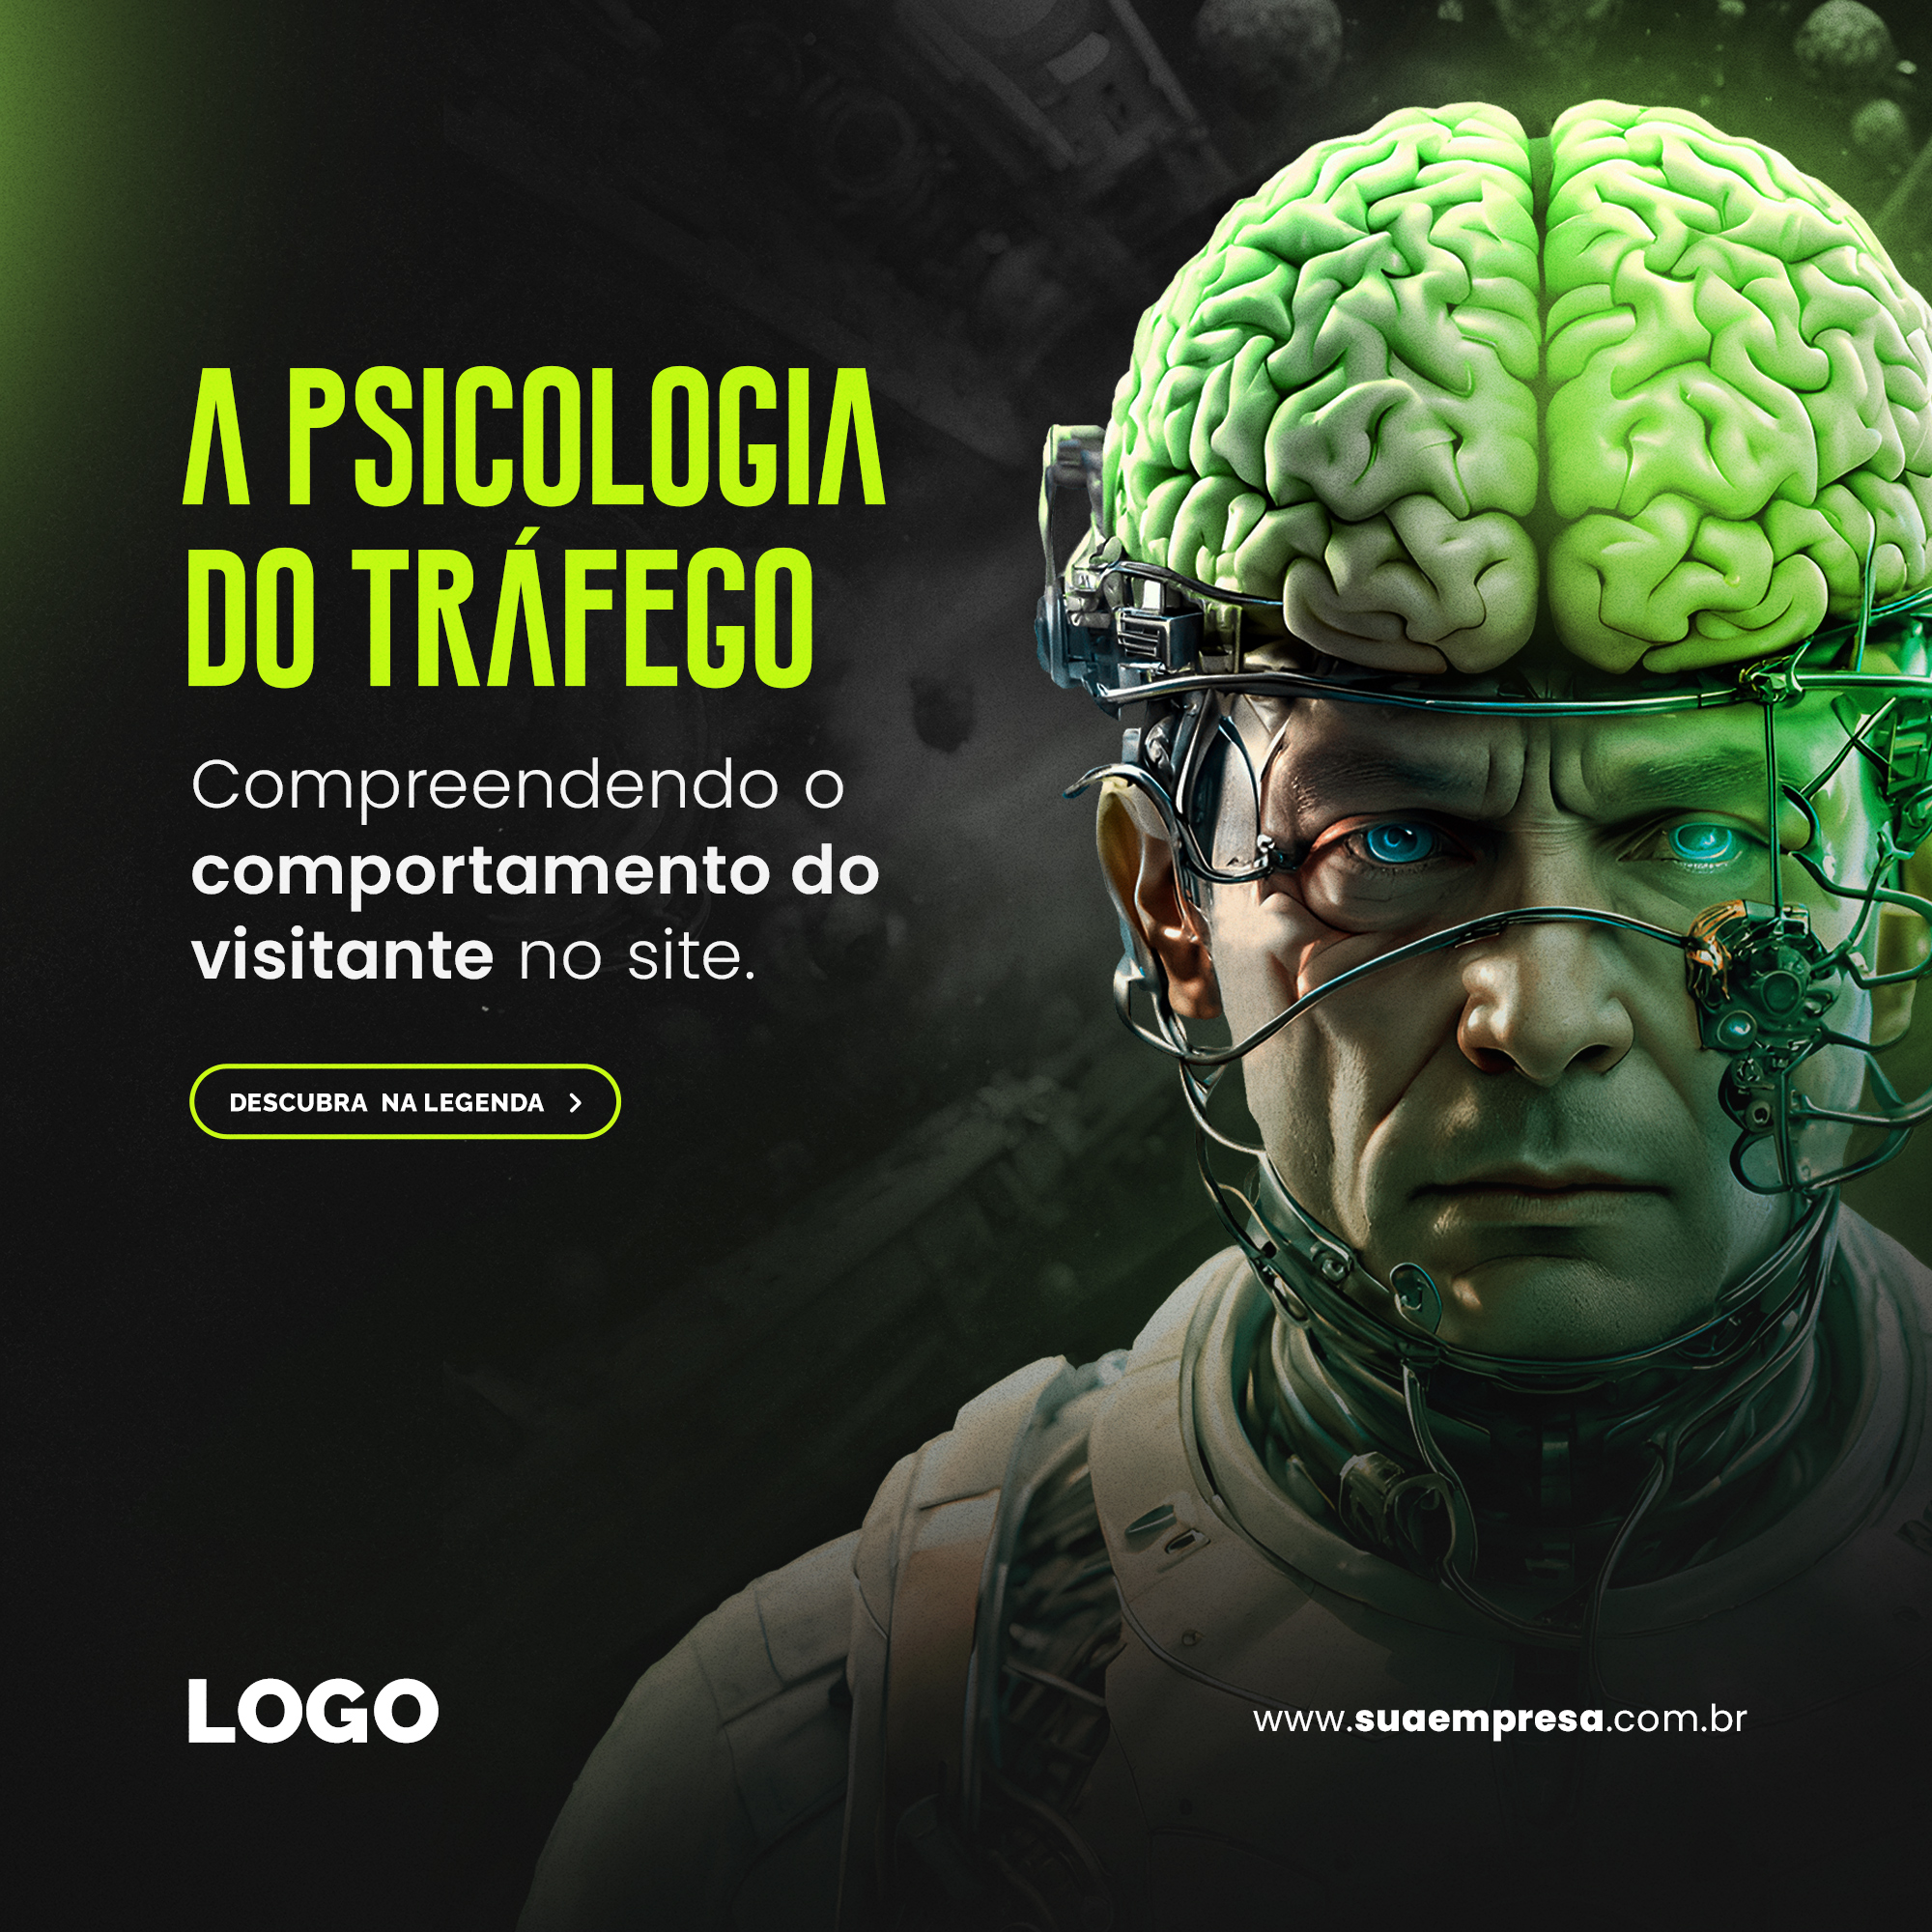 A PSICOLOGIA
DO TRÁFEGO
Compreendendo o
comportamento do
visitante no site.
DESCUBRA NA LEGENDA >
LOGO
www.suaempresa.com.br